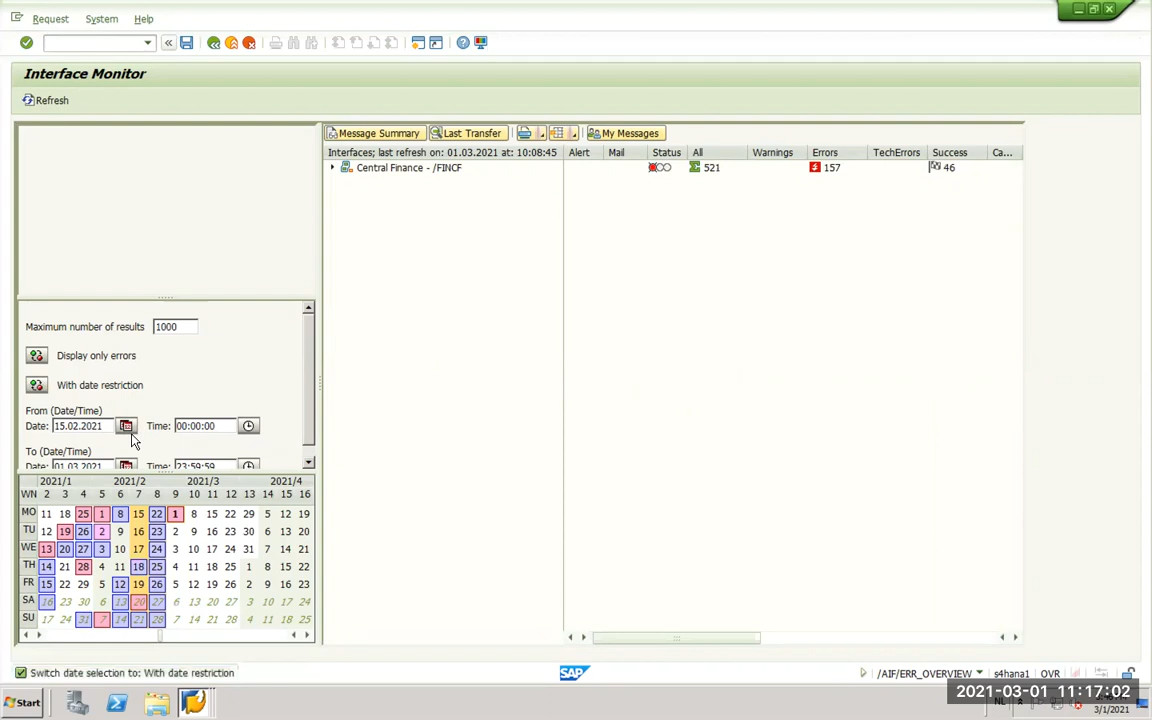 Request System Help
Interface Monitor
Refresh
Message Summary Last Transfer My Messages
Interfaces; last refresh on: 01.03.2021 at: 10:08:45 Alert Mail Status All Warnings Errors TechErrors Success Ca...
Central Finance - /FINCF 521 157 46
Maximum number of results 1000
Display only errors
With date restriction
From (Date/Time)
Date: 15.02.2021 Time: 00:00:00
To (Date/Time)
Date: 01.03.2021 Time: 23:59:59
2021/1 2021/2 2021/3 2021/4
WN 2 3 4 5 6 7 8 9 10 11 12 13 14 15 16
MO 11 18 25 1 8 15 22 1 8 15 22 29 5 12 19
TU 12 19 26 2 9 16 23 2 9 16 23 30 6 13 20
WE 13 20 27 3 10 17 24 3 10 17 24 31 7 14 21
TH 14 21 28 4 11 18 25 4 11 18 25 1 8 15 22
FR 15 22 29 5 12 19 26 5 12 19 26 2 9 16 23
SA 16 23 30 6 13 20 27 6 13 20 27 3 10 17 24
SU 17 24 31 7 14 21 28 7 14 21 28 4 11 18 25
Switch date selection to: With date restriction SAP /AIF/ERR_OVERVIEW s4hana1 OVR
2021-03-01 11:17:02
Start NL 3/1/2021